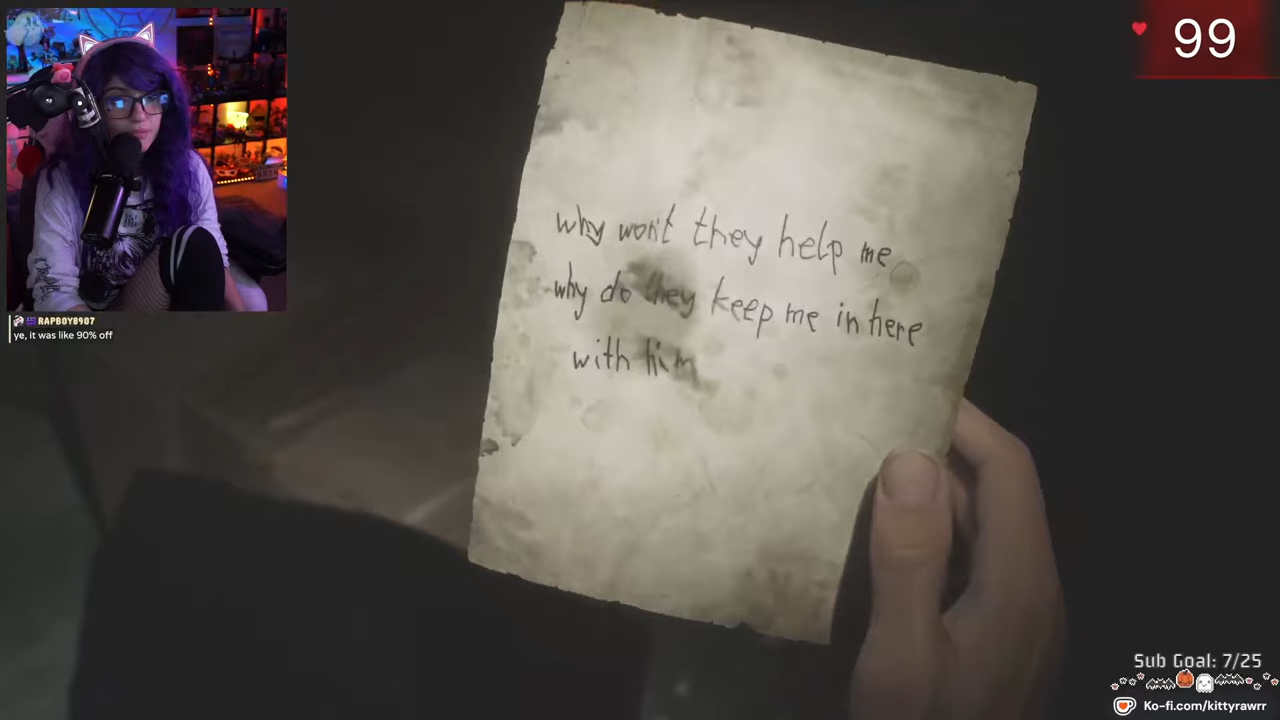 99
why won't they help me
why do they keep me in here
with him
RAPBOY8907
ye, it was like 90% off
Sub Goal: 7/25
Ko-fi.com/kittyrawrr